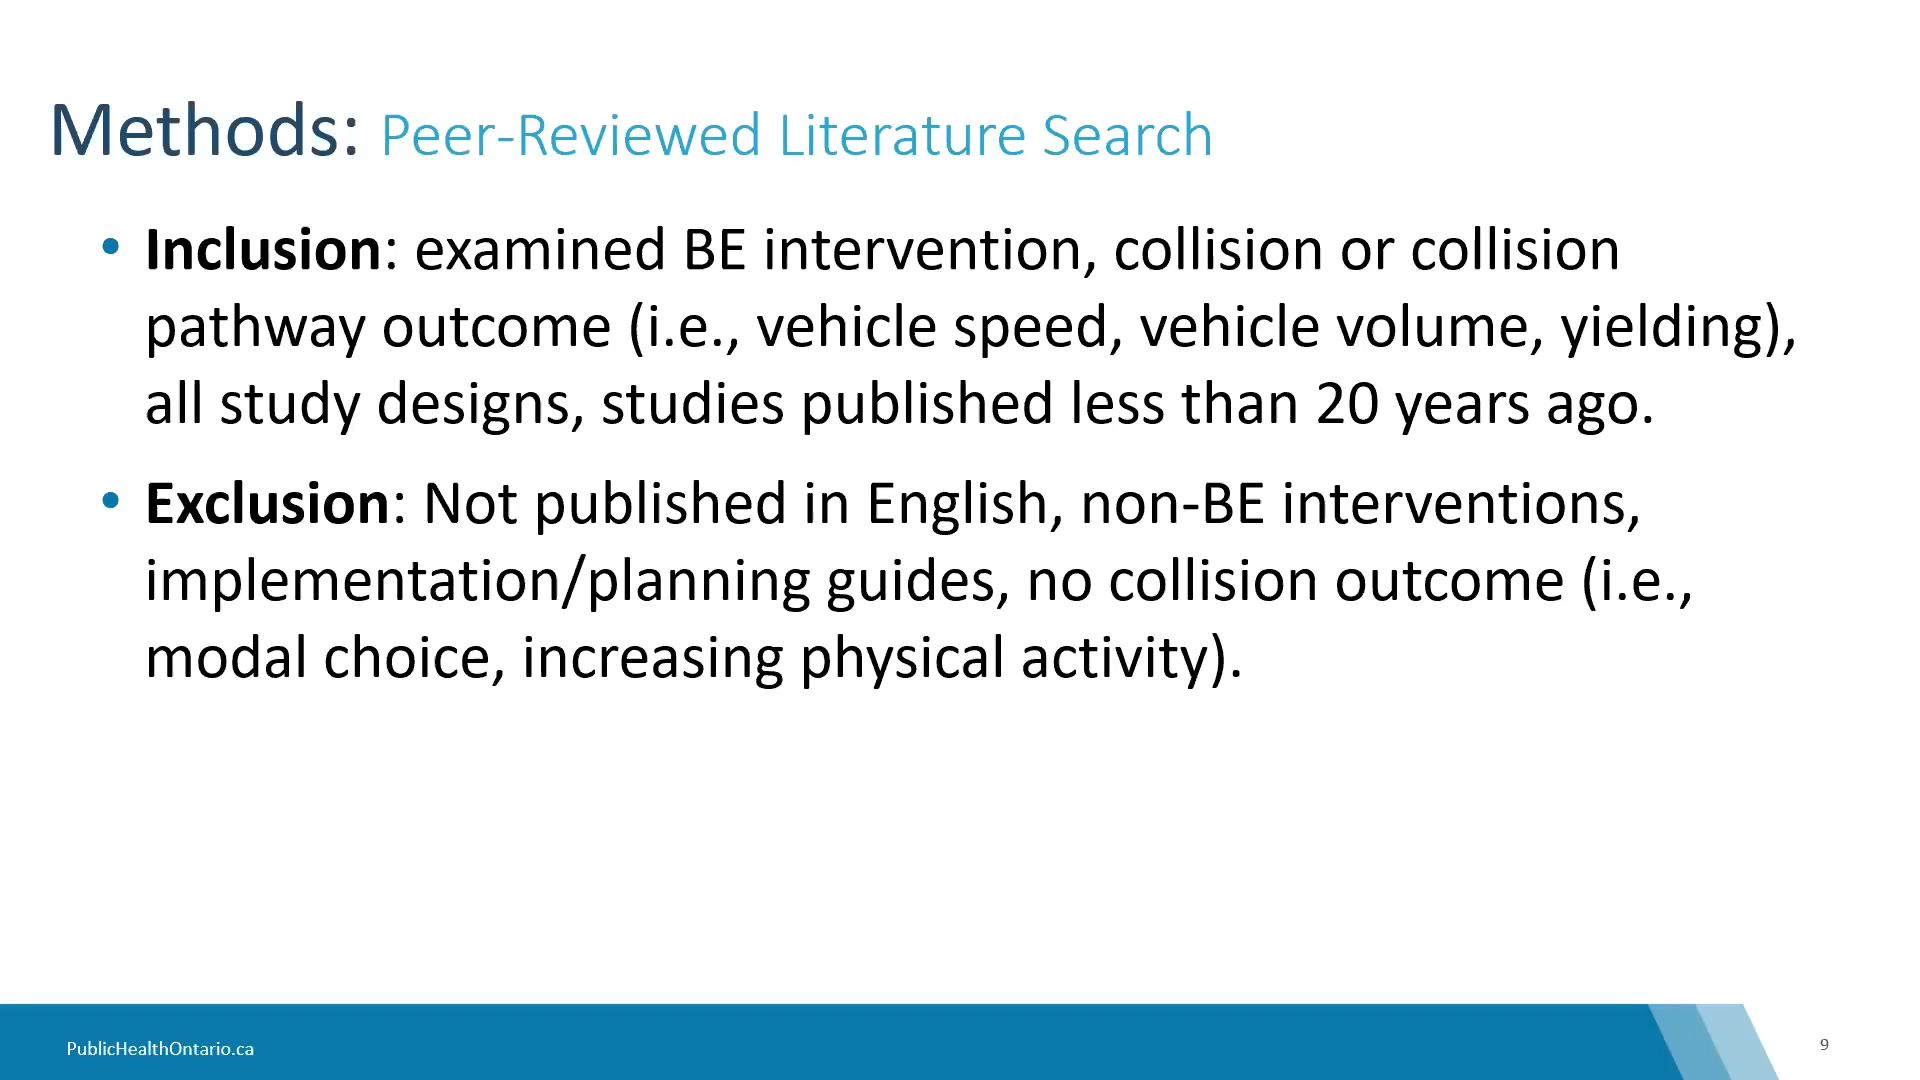 Methods: Peer-Reviewed Literature Search
• Inclusion: examined BE intervention, collision or collision
pathway outcome (i.e., vehicle speed, vehicle volume, yielding),
all study designs, studies published less than 20 years ago.
• Exclusion: Not published in English, non-BE interventions,
implementation/planning guides, no collision outcome (i.e.,
modal choice, increasing physical activity).
PublicHealthOntario.ca
9